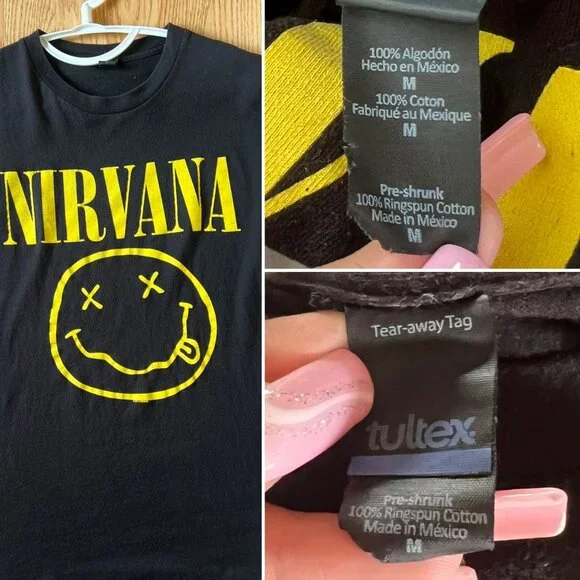 NIRVANA
100% Algodón
Hecho en México
M
100% Coton
Fabriqué au Mexique
M
Pre-shrunk
100% Ringspun Cotton
Made in México
M
Tear-away Tag
tultex
Pre-shrunk
100% Ringspun Cotton
Made in México
M